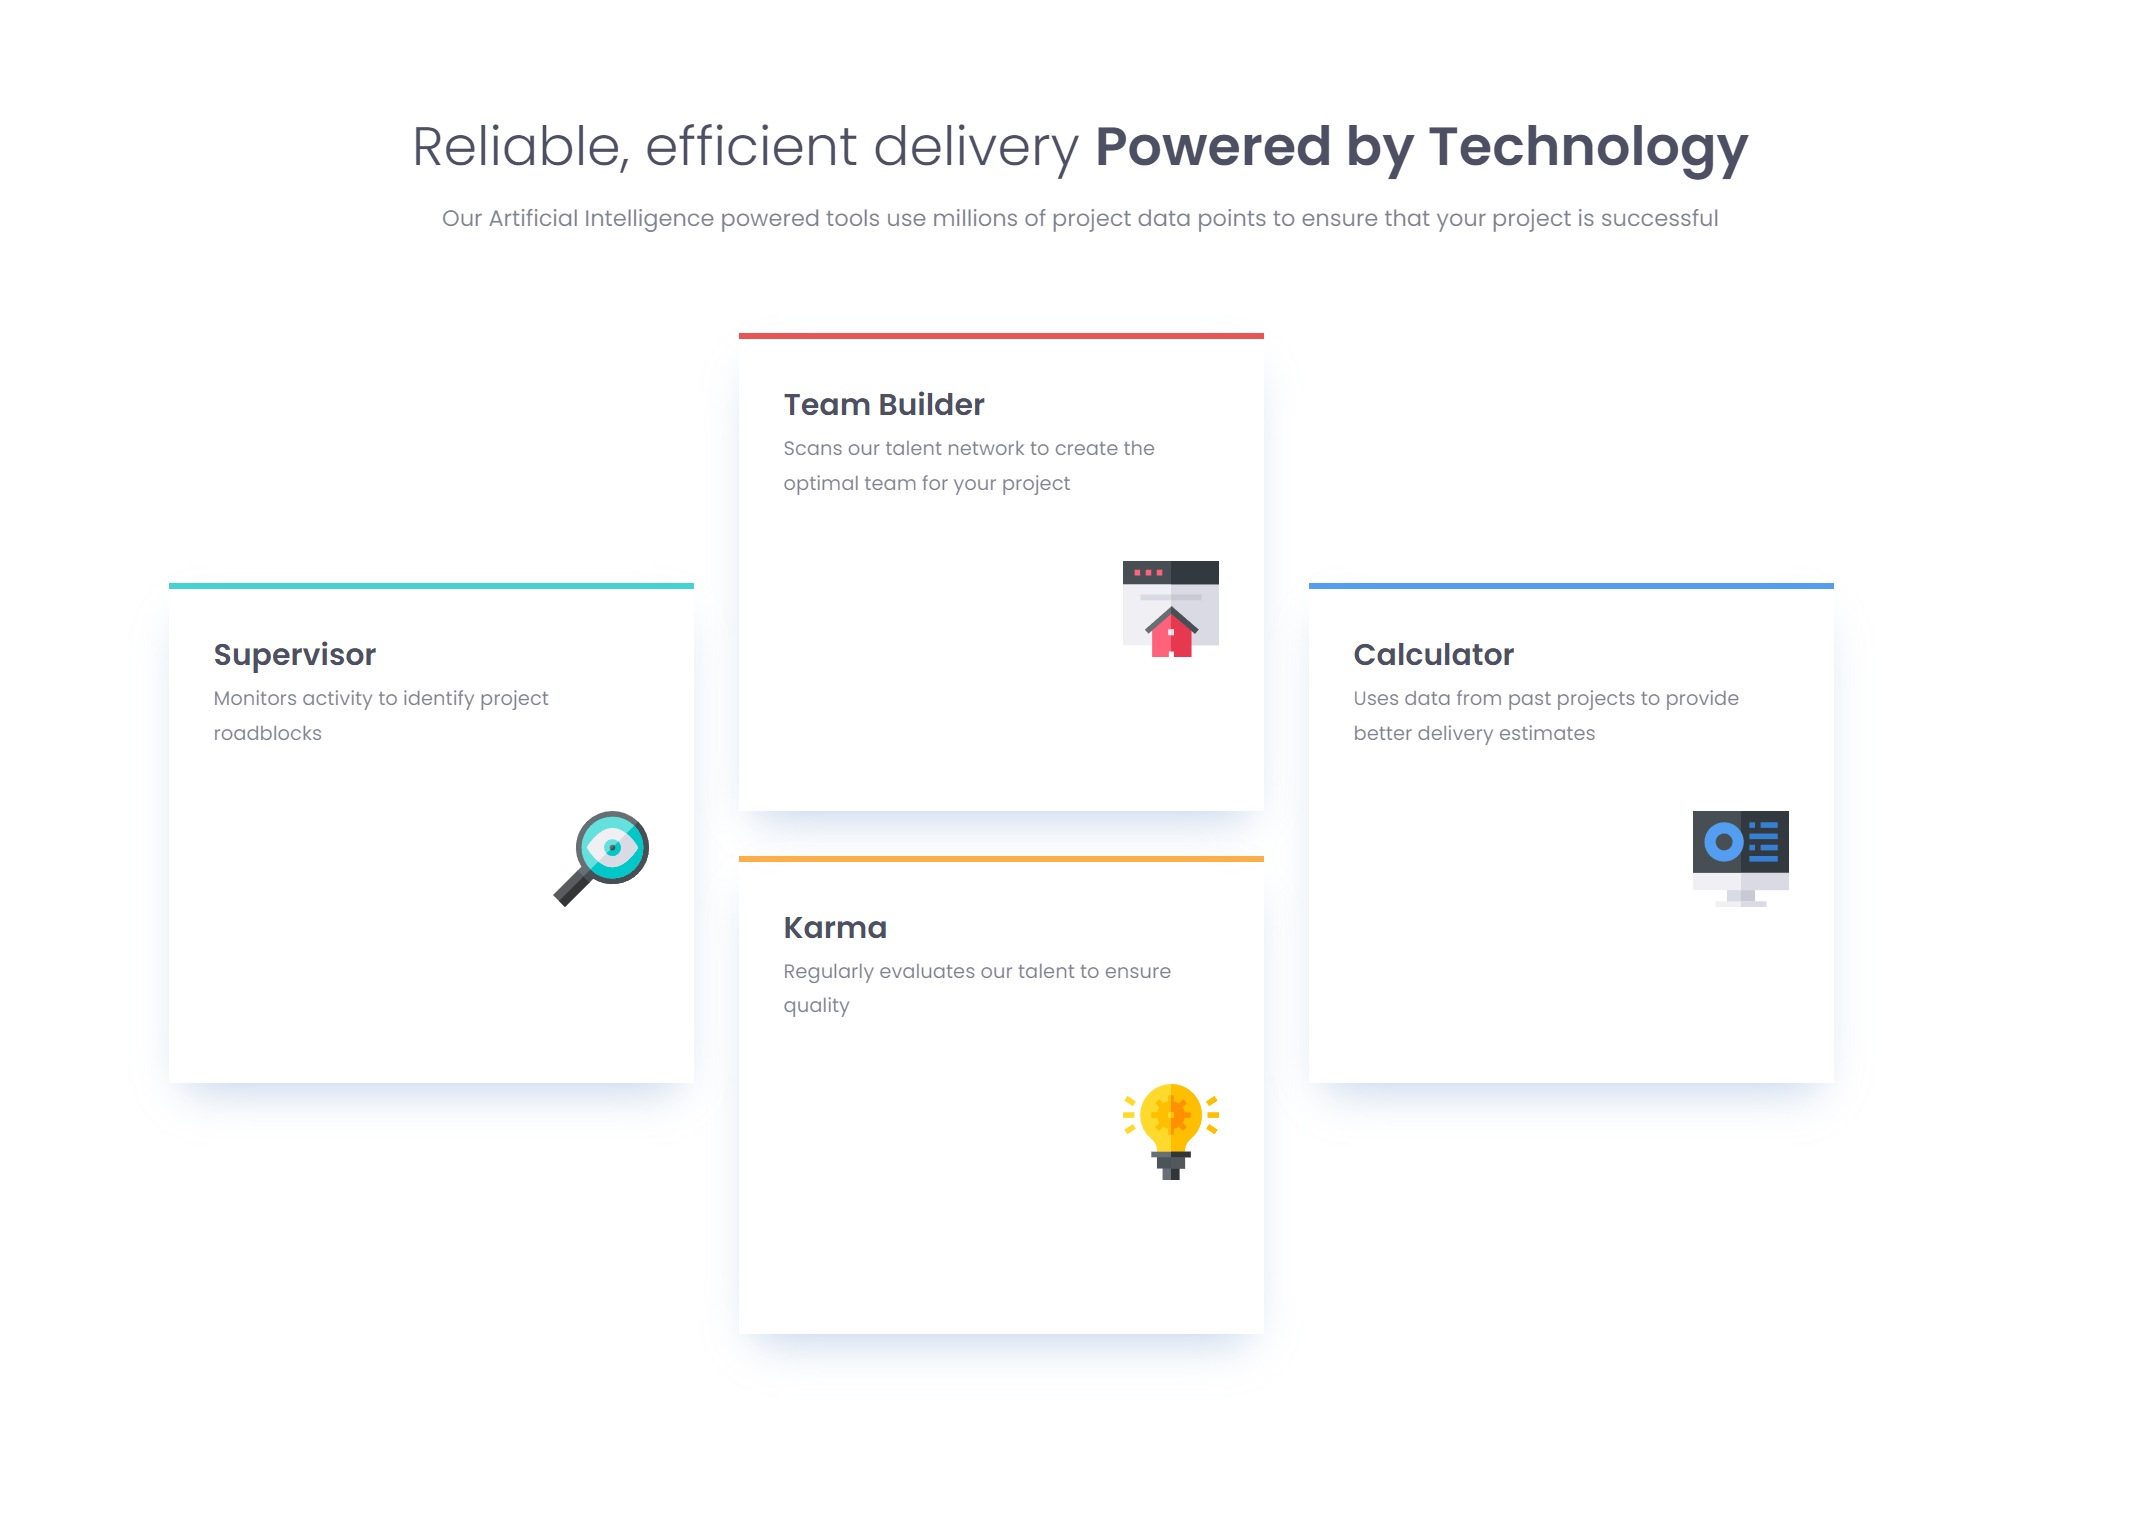 Reliable, efficient delivery Powered by Technology
Our Artificial Intelligence powered tools use millions of project data points to ensure that your project is successful
Team Builder
Scans our talent network to create the
optimal team for your project
Supervisor
Monitors activity to identify project
roadblocks
Calculator
Uses data from past projects to provide
better delivery estimates
Karma
Regularly evaluates our talent to ensure
quality